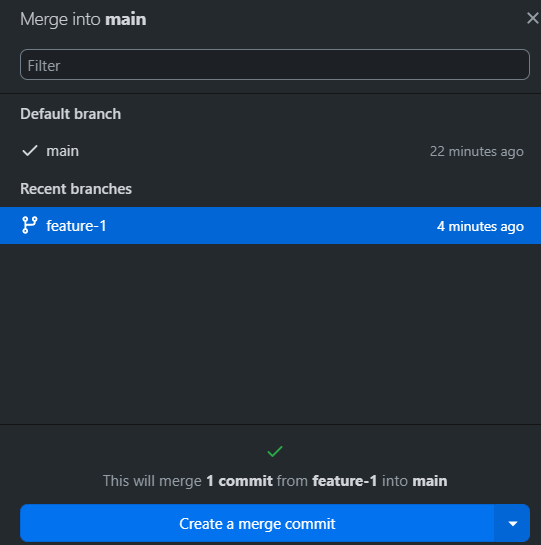 Merge into main
Filter
Default branch
main 22 minutes ago
Recent branches
feature-1 4 minutes ago
This will merge 1 commit from feature-1 into main
Create a merge commit